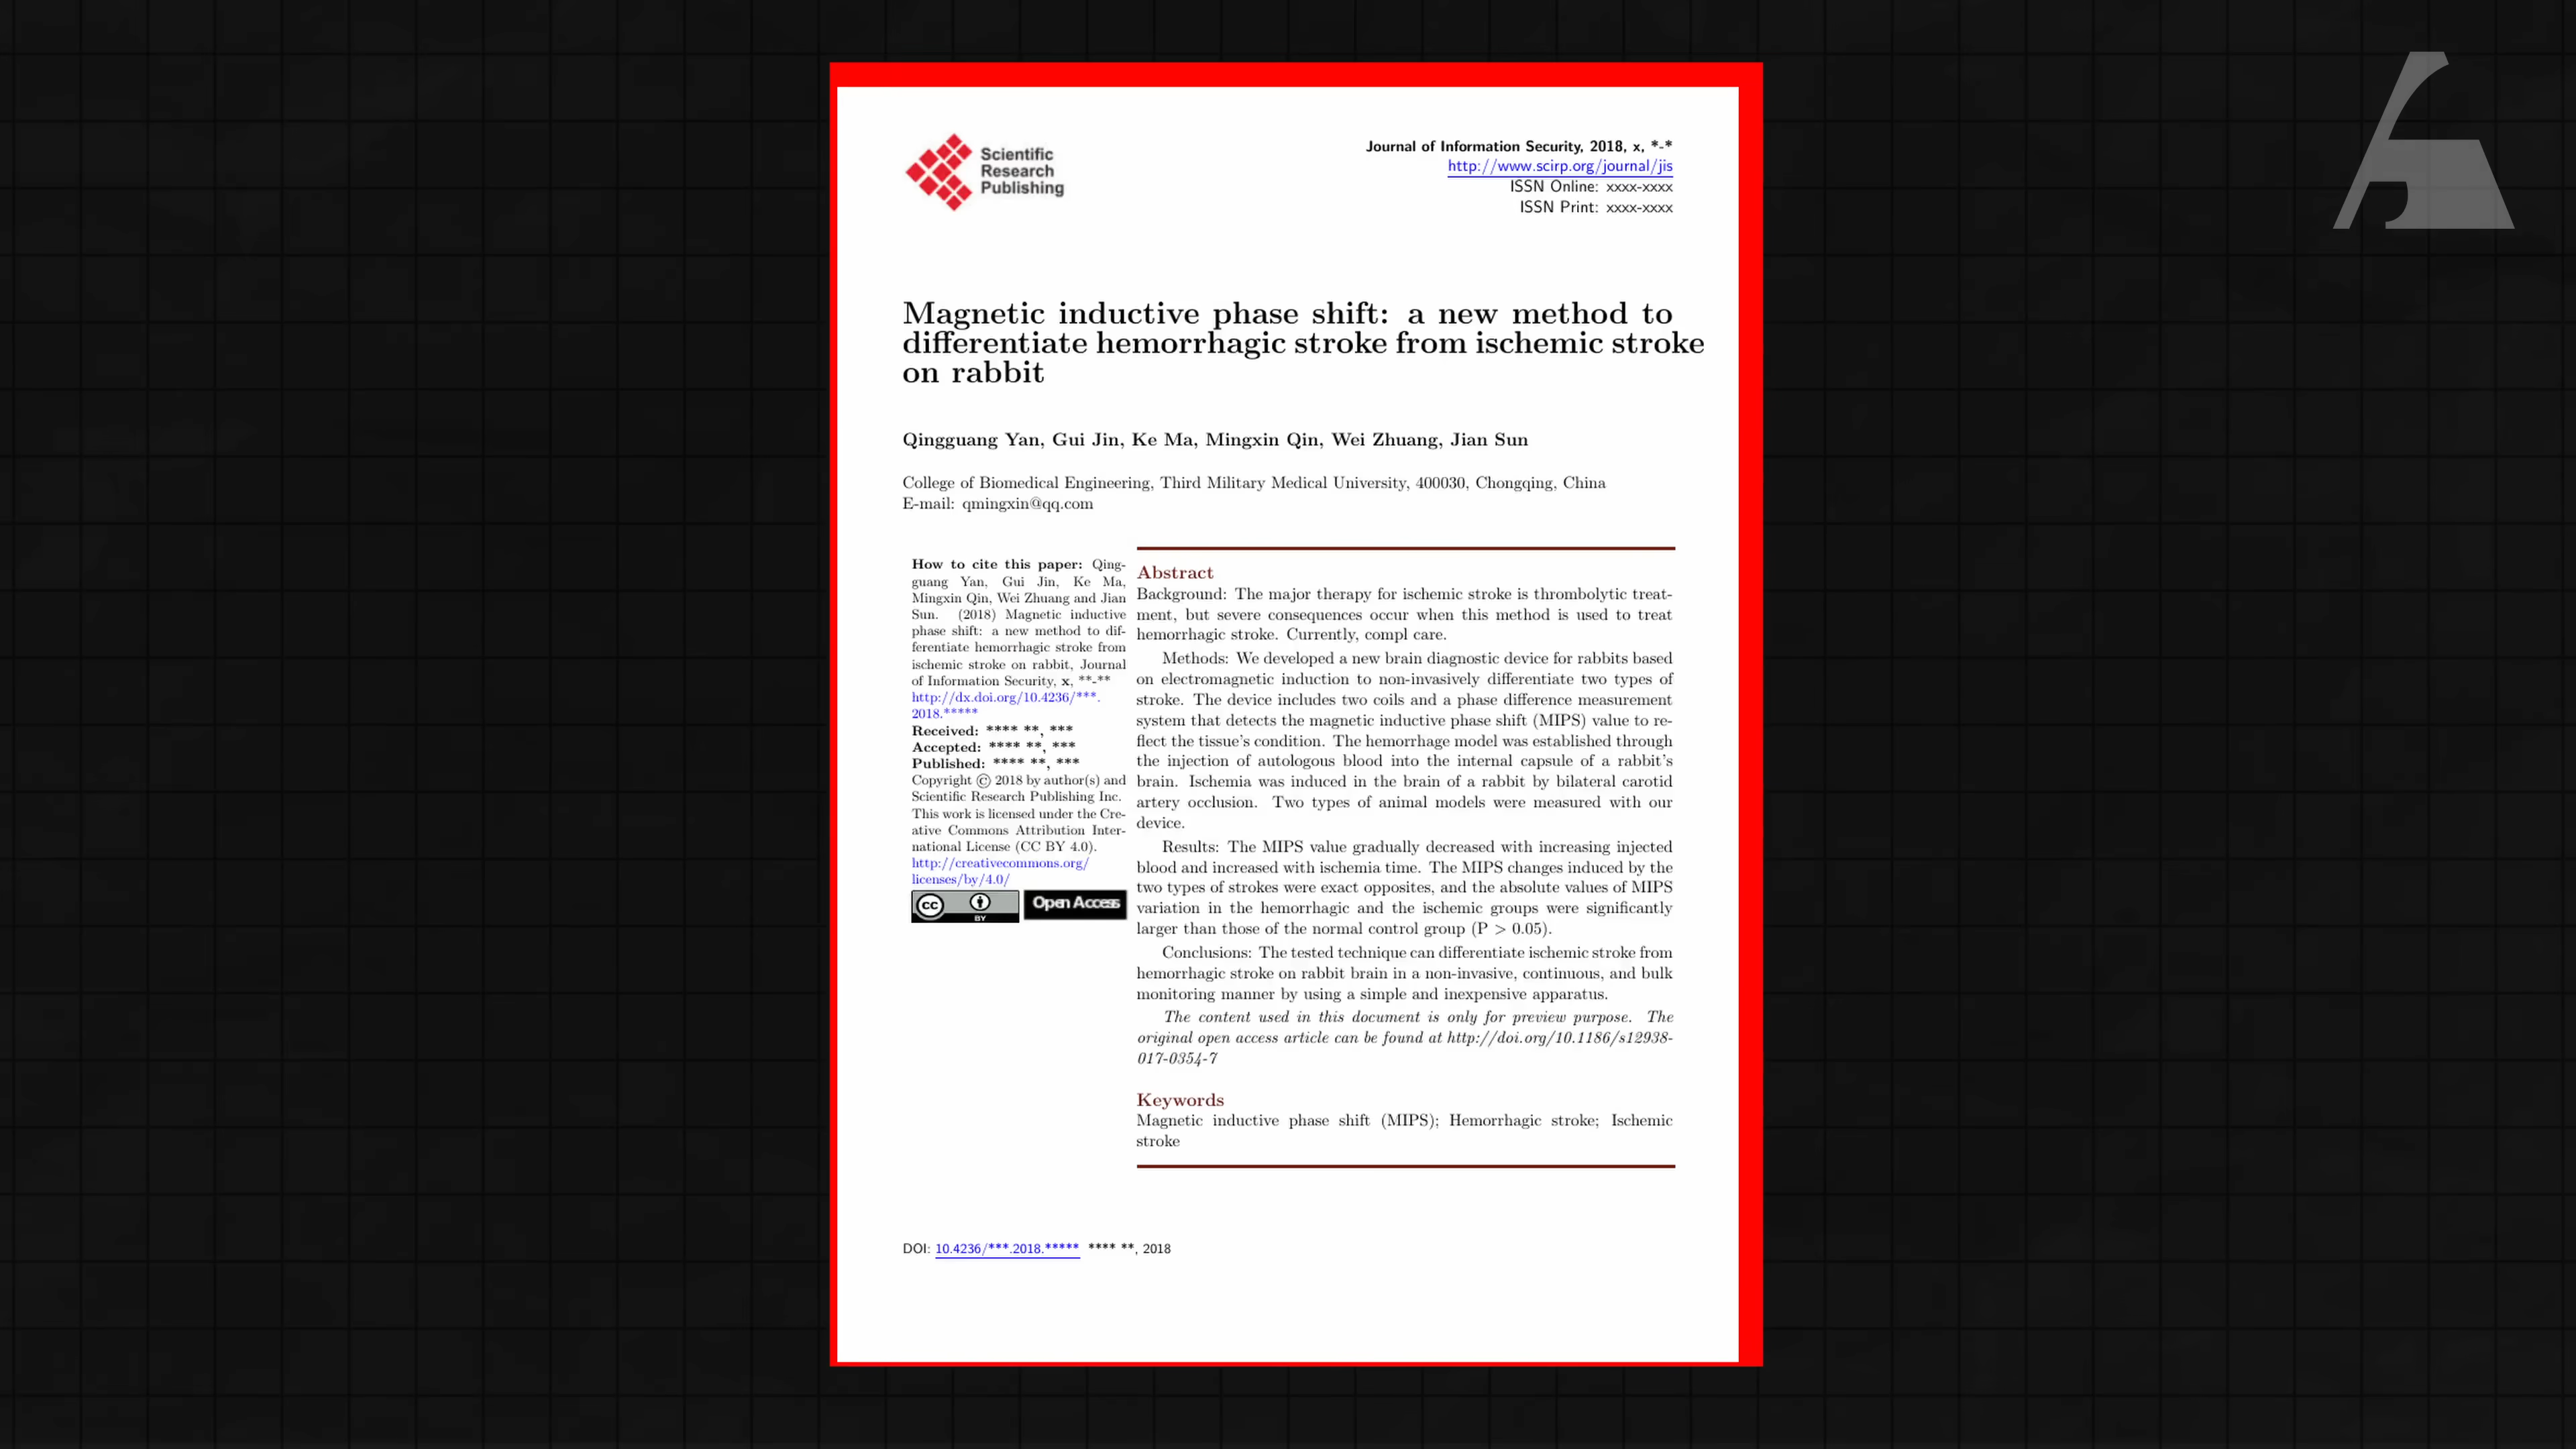 Scientific
Research
Publishing
Journal of Information Security, 2018, x, *-*
http://www.scirp.org/journal/jis
ISSN Online: xxxx-xxxx
ISSN Print: xxxx-xxxx
Magnetic inductive phase shift: a new method to
differentiate hemorrhagic stroke from ischemic stroke
on rabbit
Qingguang Yan, Gui Jin, Ke Ma, Mingxin Qin, Wei Zhuang, Jian Sun
College of Biomedical Engineering, Third Military Medical University, 400030, Chongqing, China
E-mail: qmingxin@qq.com
How to cite this paper: Qing-
guang Yan, Gui Jin, Ke Ma,
Mingxin Qin, Wei Zhuang and Jian
Sun. (2018) Magnetic inductive
phase shift: a new method to dif-
ferentiate hemorrhagic stroke from
ischemic stroke on rabbit, Journal
of Information Security, x, **-**
http://dx.doi.org/10.4236/***.
2018.*****
Received: **** **, ***
Accepted: **** **, ***
Published: **** **, ***
Copyright © 2018 by author(s) and
Scientific Research Publishing Inc.
This work is licensed under the Cre-
ative Commons Attribution Inter-
national License (CC BY 4.0).
http://creativecommons.org/
licenses/by/4.0/
cc BY Open Access
Abstract
Background: The major therapy for ischemic stroke is thrombolytic treat-
ment, but severe consequences occur when this method is used to treat
hemorrhagic stroke. Currently, compl care.
Methods: We developed a new brain diagnostic device for rabbits based
on electromagnetic induction to non-invasively differentiate two types of
stroke. The device includes two coils and a phase difference measurement
system that detects the magnetic inductive phase shift (MIPS) value to re-
flect the tissue's condition. The hemorrhage model was established through
the injection of autologous blood into the internal capsule of a rabbit's
brain. Ischemia was induced in the brain of a rabbit by bilateral carotid
artery occlusion. Two types of animal models were measured with our
device.
Results: The MIPS value gradually decreased with increasing injected
blood and increased with ischemia time. The MIPS changes induced by the
two types of strokes were exact opposites, and the absolute values of MIPS
variation in the hemorrhagic and the ischemic groups were significantly
larger than those of the normal control group (P > 0.05).
Conclusions: The tested technique can differentiate ischemic stroke from
hemorrhagic stroke on rabbit brain in a non-invasive, continuous, and bulk
monitoring manner by using a simple and inexpensive apparatus.
The content used in this document is only for preview purpose. The
original open access article can be found at http://doi.org/10.1186/s12938-
017-0354-7
Keywords
Magnetic inductive phase shift (MIPS); Hemorrhagic stroke; Ischemic
stroke
DOI: 10.4236/***.2018.***** **** **, 2018